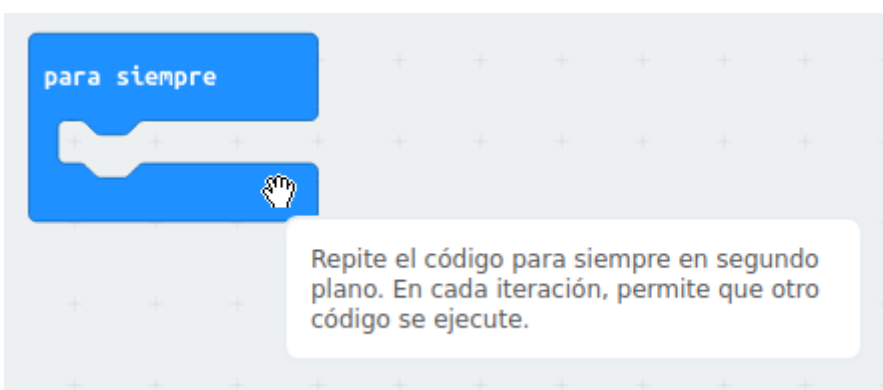 para siempre
Repite el código para siempre en segundo
plano. En cada iteración, permite que otro
código se ejecute.